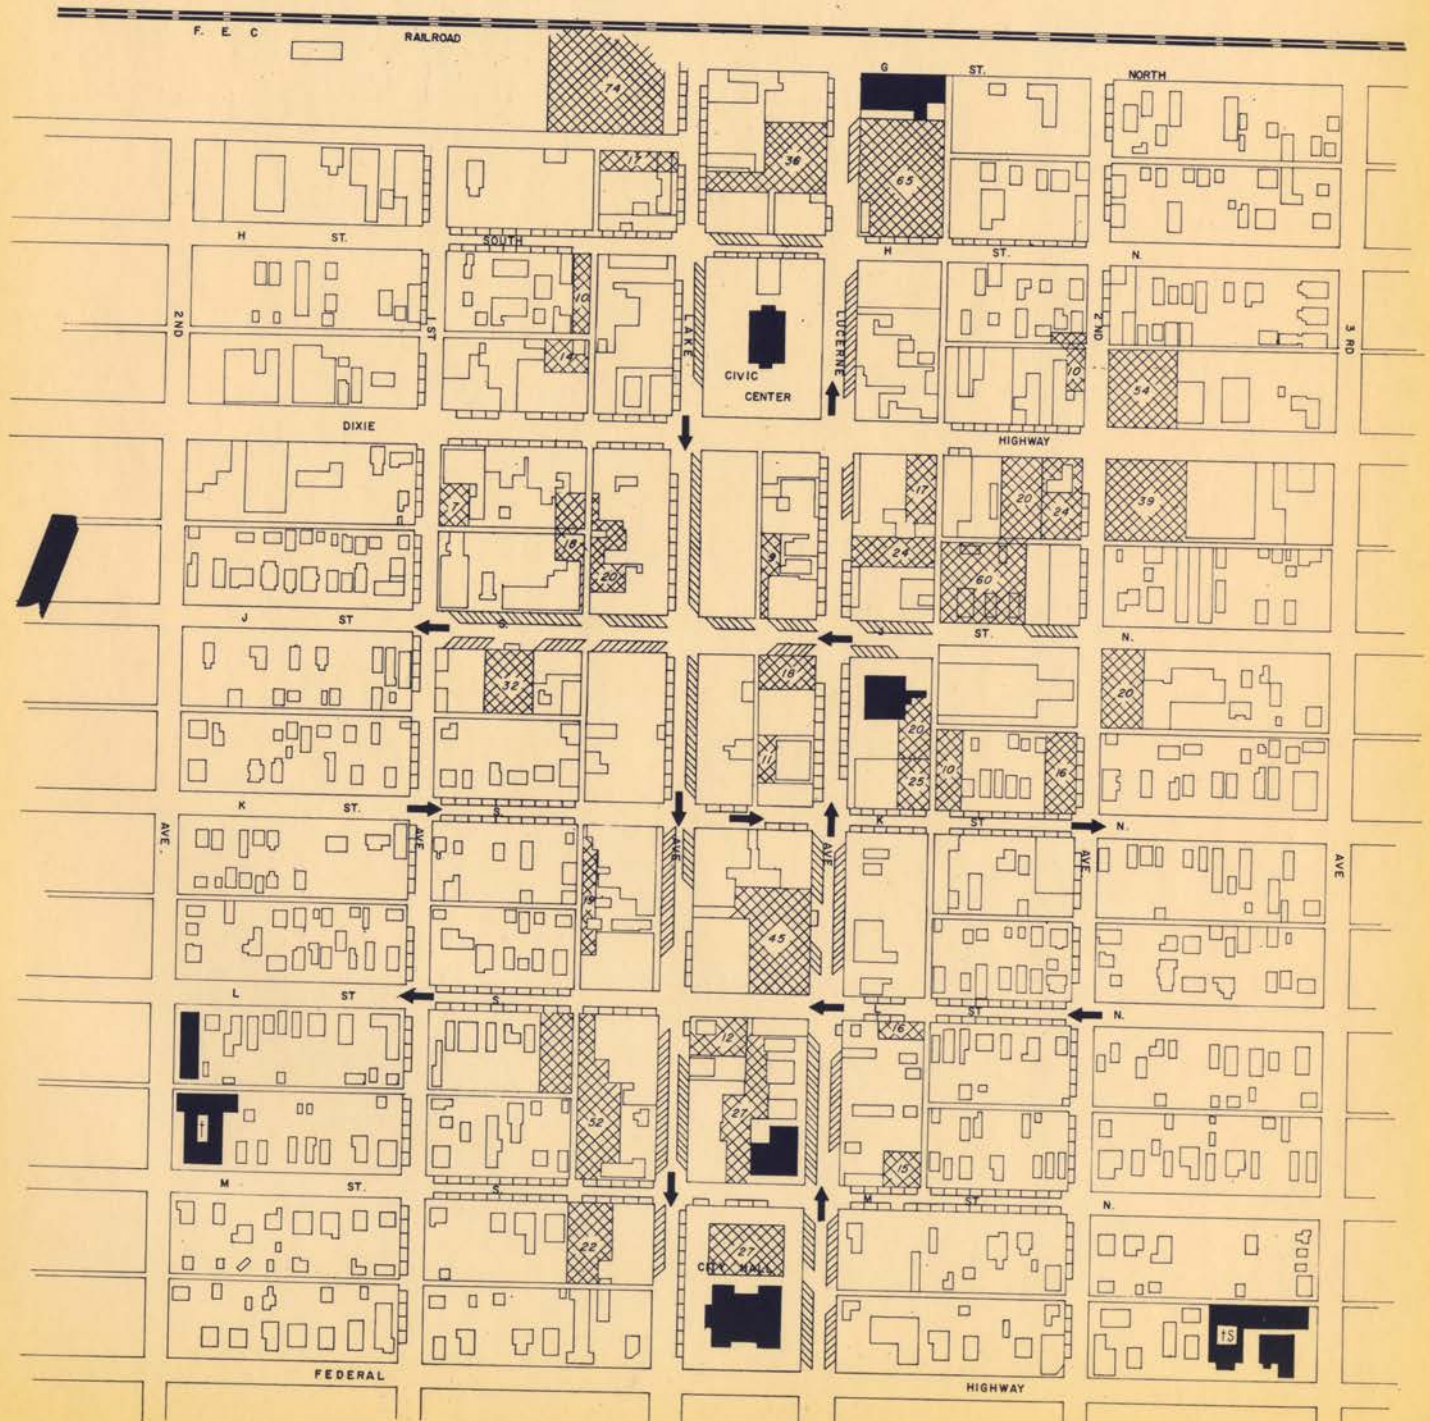 F. E. C RAILROAD
G ST. NORTH
74
17
36
65
H ST. SOUTH
H ST. N.
10
2ND
1ST
LAKE
LUCERNE
2ND
3RD
14
CIVIC
CENTER
10
54
DIXIE HIGHWAY
7
17
20
24
39
8
20
9
24
60
J ST S.
J ST. N.
32
18
20
20
11
25
10
16
K ST. S.
K ST N.
AVE.
AVE
AVE
AVE
AVE
AVE
19
45
L ST S.
L ST N.
12
16
52
27
†
15
M ST. S.
M ST N.
22
27
CITY HALL
†S
FEDERAL HIGHWAY